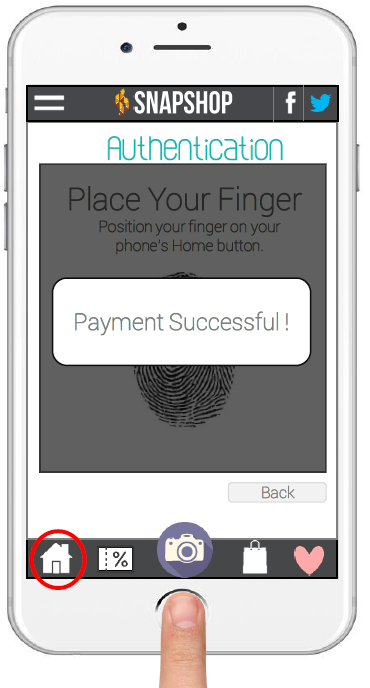 SNAPSHOP
Authentication
Place Your Finger
Position your finger on your
phone's Home button.
Payment Successful !
Back
%